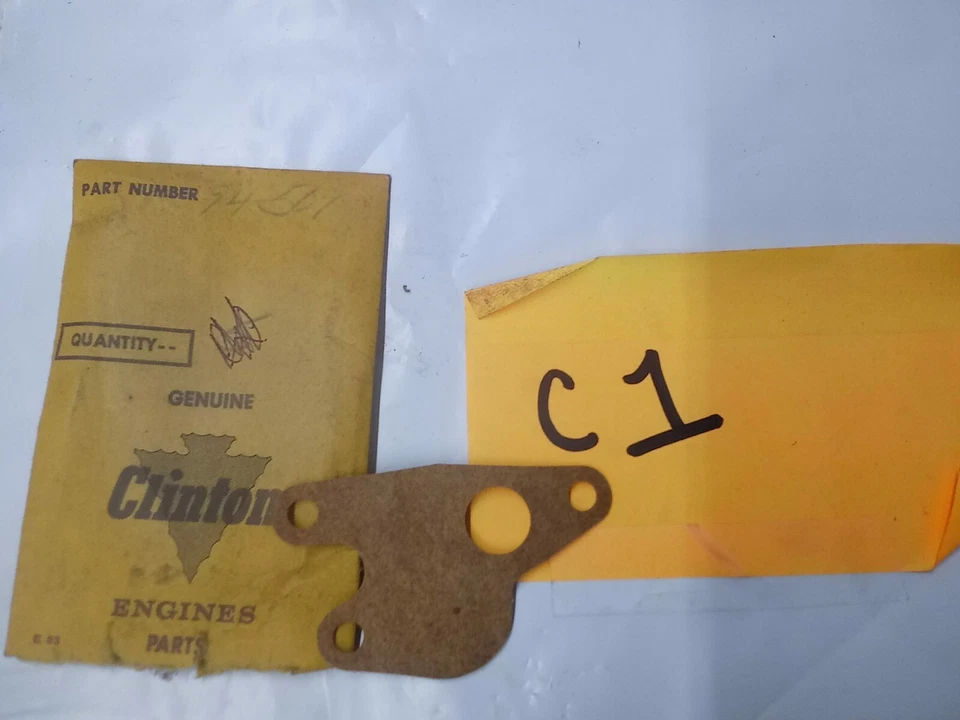 PART NUMBER
QUANTITY--
GENUINE
Clinton
ENGINES
PARTS
C1